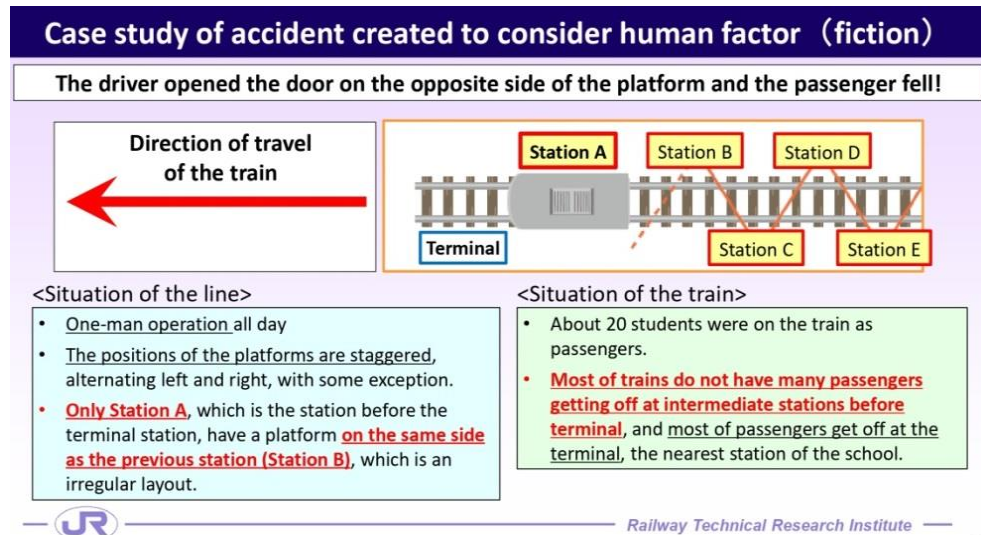 Case study of accident created to consider human factor（fiction）
The driver opened the door on the opposite side of the platform and the passenger fell!
Direction of travel
of the train
Station A
Station B
Station D
Terminal
Station C
Station E
<Situation of the line>
• One-man operation all day
• The positions of the platforms are staggered,
alternating left and right, with some exception.
• Only Station A, which is the station before the
terminal station, have a platform on the same side
as the previous station (Station B), which is an
irregular layout.
<Situation of the train>
• About 20 students were on the train as
passengers.
• Most of trains do not have many passengers
getting off at intermediate stations before
terminal, and most of passengers get off at the
terminal, the nearest station of the school.
JR
Railway Technical Research Institute